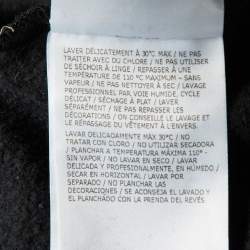 LAVER DÉLICATEMENT À 30°C MAX / NE PAS
TRAITER AVEC DU CHLORE / NE PAS UTILISER
DE SÉCHOIR À LINGE / REPASSER À UNE
TEMPÉRATURE DE 110 °C MAXIMUM – SANS
VAPEUR / NE PAS NETTOYER À SEC / LAVAGE
PROFESSIONNEL PAR VOIE HUMIDE, CYCLE
DÉLICAT / SÉCHAGE À PLAT / LAVER
SÉPARÉMENT / NE PAS REPASSER LES
DÉCORATIONS / ON CONSEILLE LE LAVAGE ET
LE REPASSAGE DU VÊTEMENT À L'ENVERS.
LAVAR DELICADAMENTE MÁX 30°C / NO
TRATAR CON CLORO / NO UTILIZAR SECADORA
/ PLANCHAR A TEMPERATURA MÁXIMA 110° -
SIN VAPOR / NO LAVAR EN SECO / LAVADO
DELICADO Y PROFESIONALMENTE, EN HÚMEDO /
SECAR EN HORIZONTAL / LAVAR POR
SEPARADO / NO PLANCHAR LAS
DECORACIONES / SE ACONSEJA EL LAVADO Y
EL PLANCHADO CON LA PRENDA DEL REVÉS